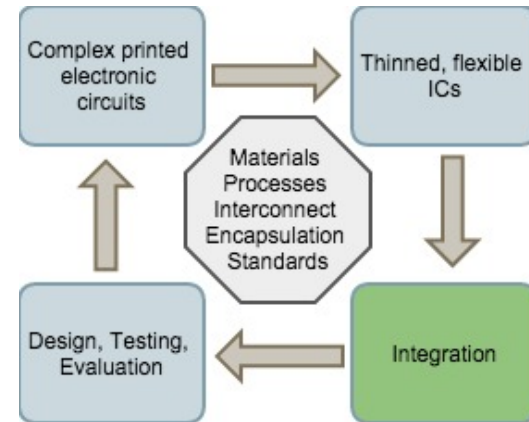 Complex printed
electronic
circuits
Thinned, flexible
ICs
Materials
Processes
Interconnect
Encapsulation
Standards
Design, Testing,
Evaluation
Integration